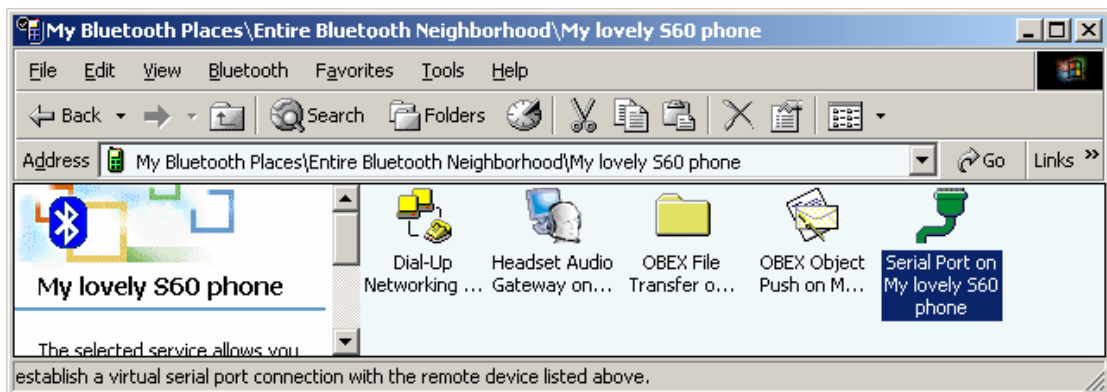 My Bluetooth Places\Entire Bluetooth Neighborhood\My lovely S60 phone
File Edit View Bluetooth Favorites Tools Help
Back Search Folders
Address My Bluetooth Places\Entire Bluetooth Neighborhood\My lovely S60 phone Go Links »
My lovely S60 phone
The selected service allows you
Dial-Up
Networking ...
Headset Audio
Gateway on...
OBEX File
Transfer o...
OBEX Object
Push on M...
Serial Port on
My lovely S60
phone
establish a virtual serial port connection with the remote device listed above.